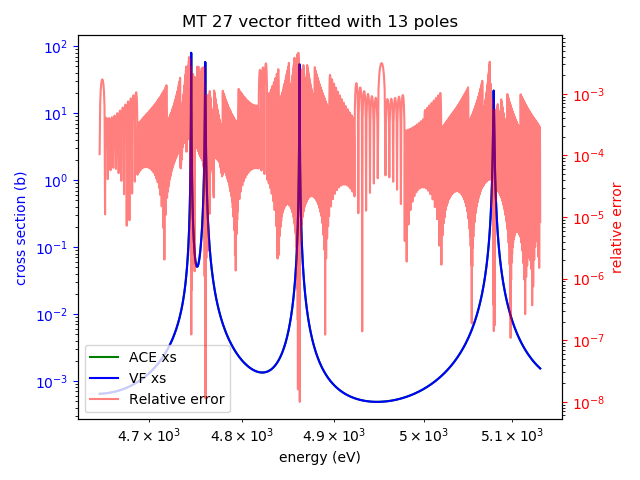 MT 27 vector fitted with 13 poles
10²
10¹
10⁰
10⁻¹
10⁻²
10⁻³
cross section (b)
10⁻³
10⁻⁴
10⁻⁵
10⁻⁶
10⁻⁷
10⁻⁸
relative error
ACE xs
VF xs
Relative error
4.7 × 10³ 4.8 × 10³ 4.9 × 10³ 5 × 10³ 5.1 × 10³
energy (eV)